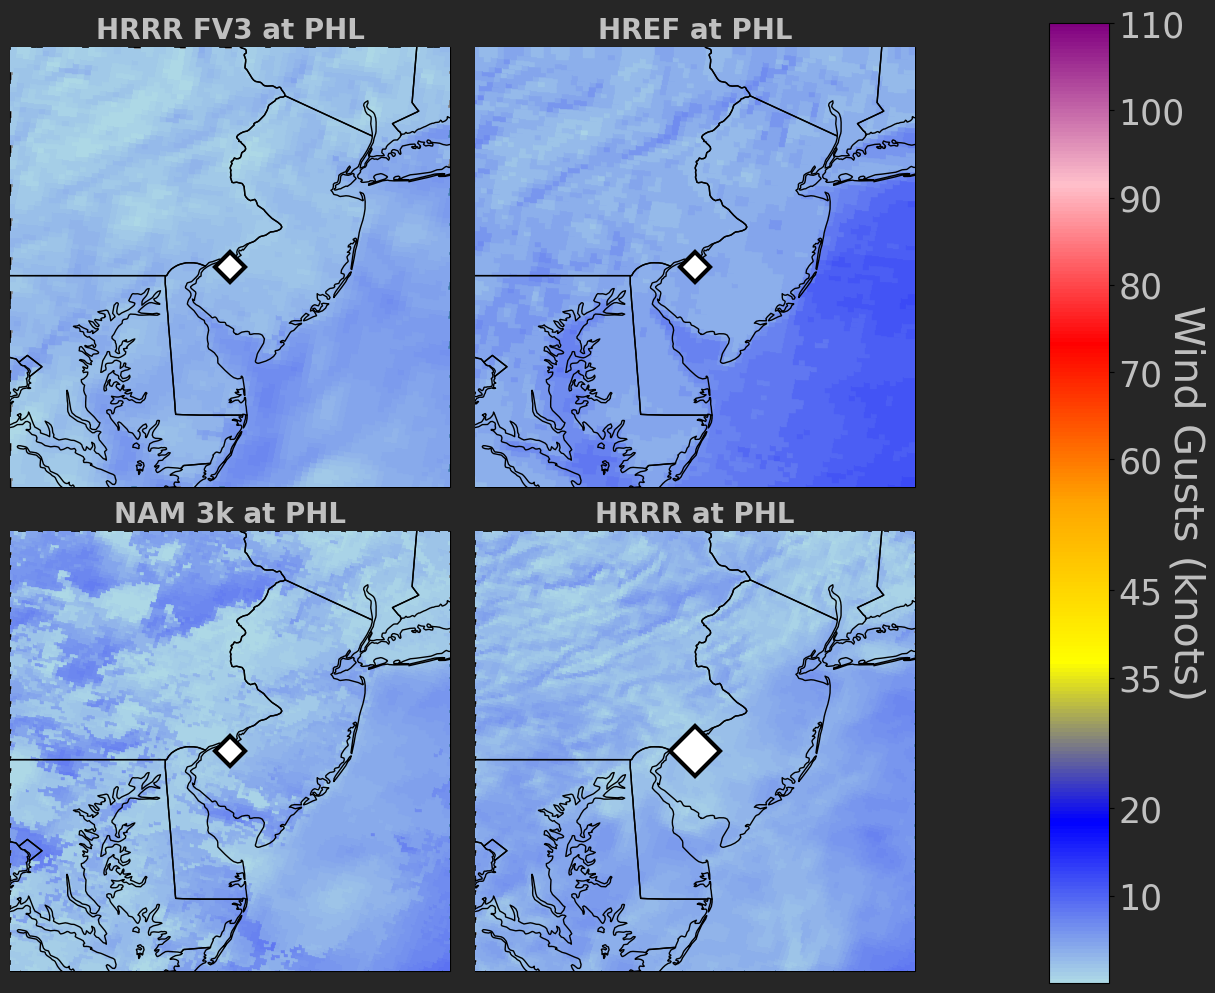 HRRR FV3 at PHL
HREF at PHL
NAM 3k at PHL
HRRR at PHL
110
100
90
80
70
60
45
35
20
10
Wind Gusts (knots)